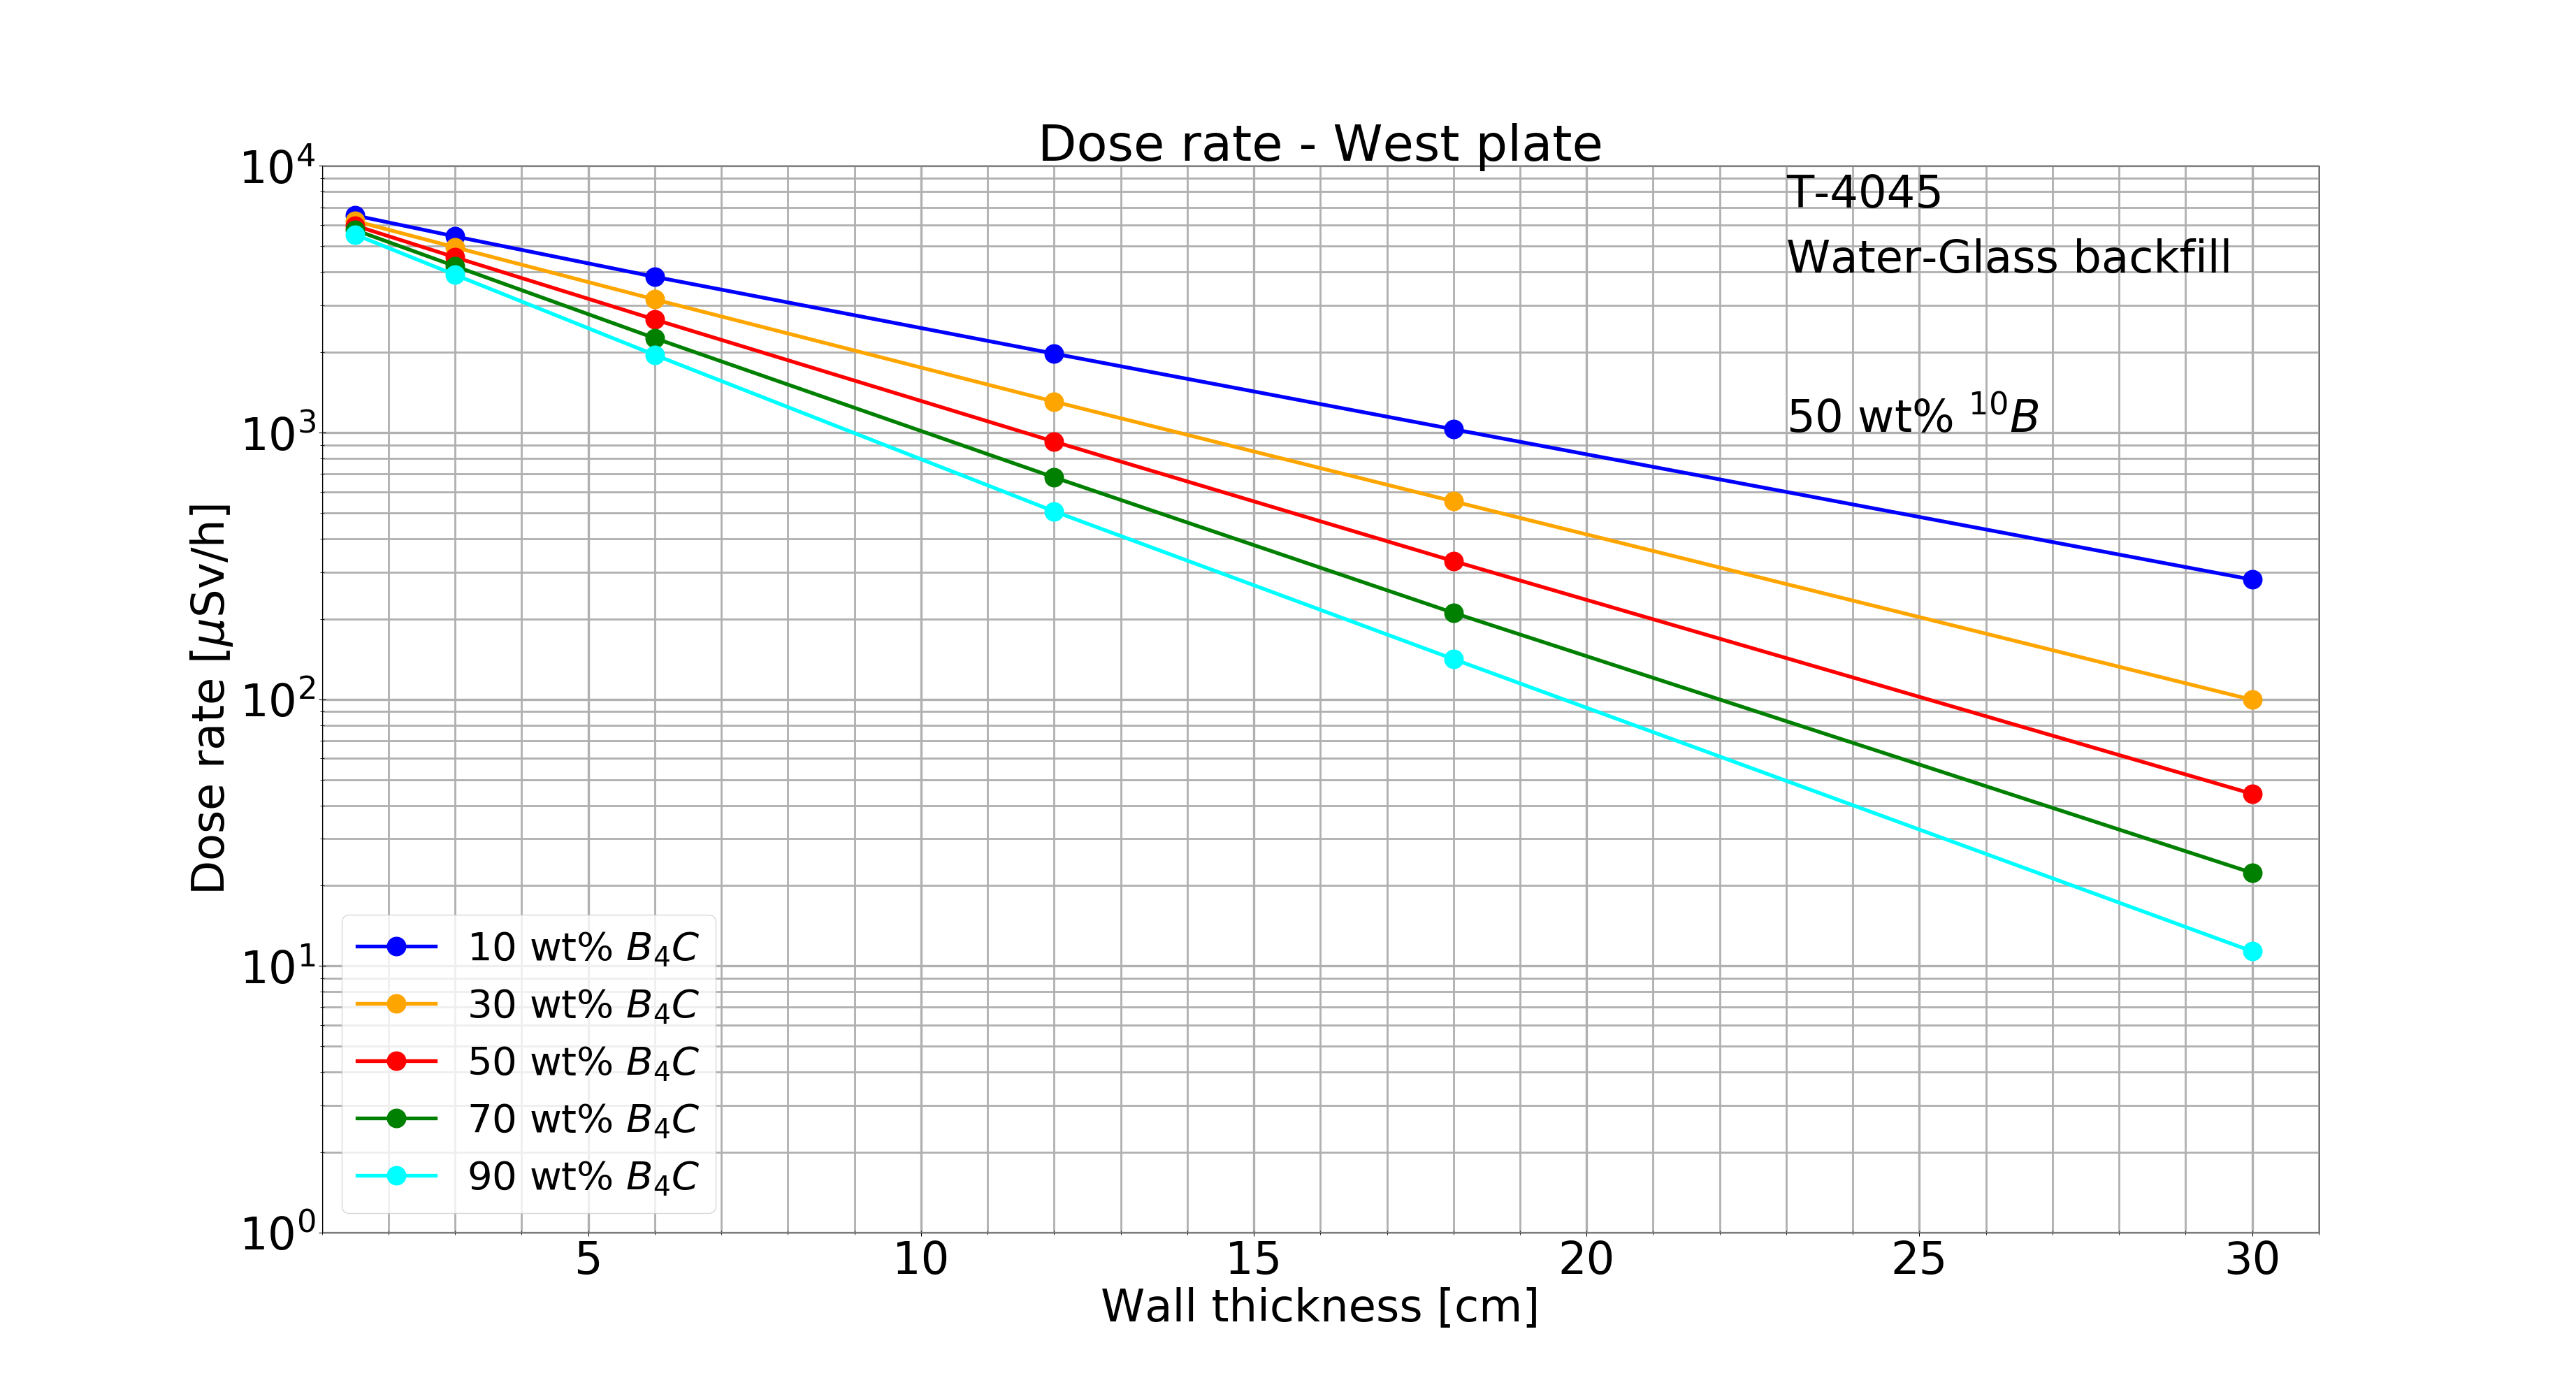 Dose rate - West plate
10⁴
T-4045
Water-Glass backfill
10³
50 wt% ¹⁰B
Dose rate [μSv/h]
10²
10¹
10 wt% B₄C
30 wt% B₄C
50 wt% B₄C
70 wt% B₄C
90 wt% B₄C
10⁰
5 10 15 20 25 30
Wall thickness [cm]